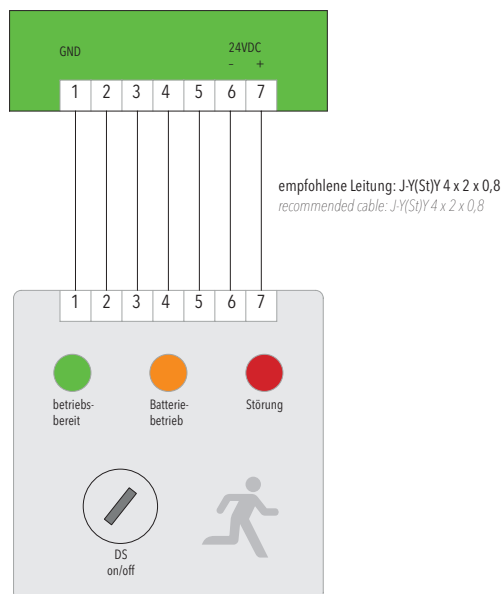 GND 24VDC
– +
1 2 3 4 5 6 7
empfohlene Leitung: J-Y(St)Y 4 x 2 x 0,8
recommended cable: J-Y(St)Y 4 x 2 x 0,8
1 2 3 4 5 6 7
betriebs-
bereit
Batterie-
betrieb
Störung
DS
on/off